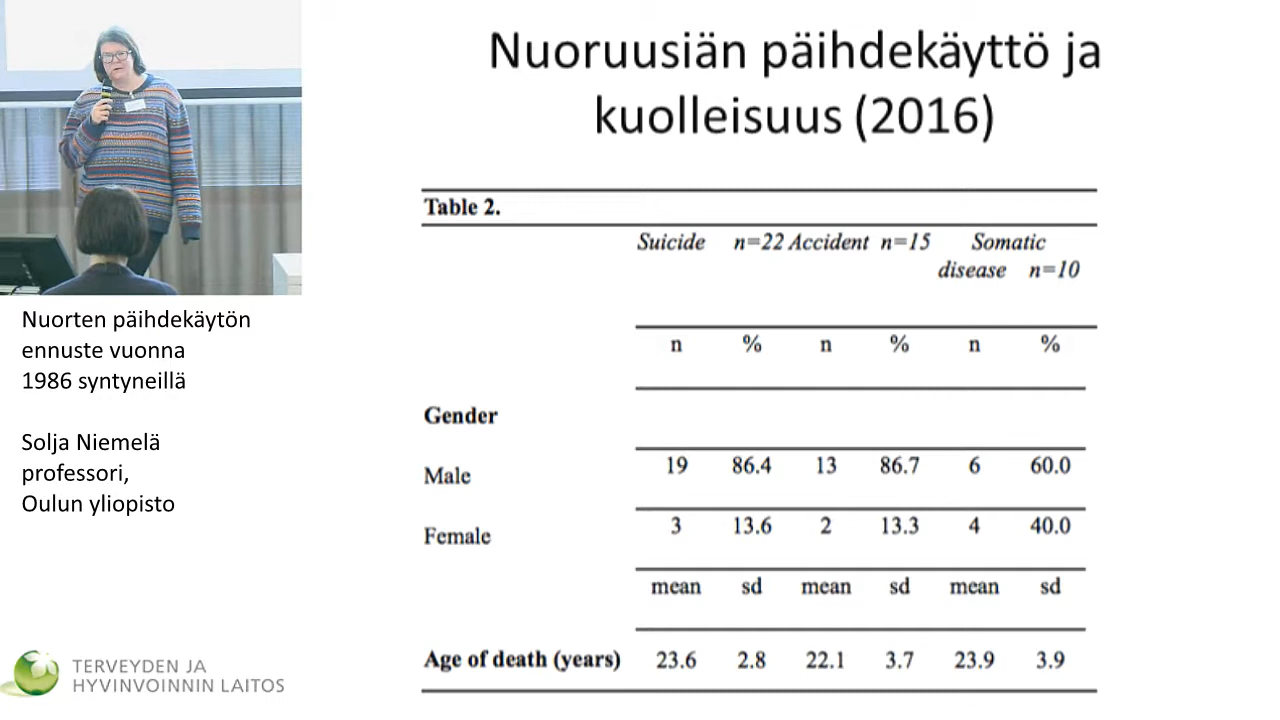 Nuoruusiän päihdekäyttö ja
kuolleisuus (2016)
Table 2.
Suicide n=22 Accident n=15 Somatic
disease n=10
n % n % n %
Gender
Male 19 86.4 13 86.7 6 60.0
Female 3 13.6 2 13.3 4 40.0
mean sd mean sd mean sd
Age of death (years) 23.6 2.8 22.1 3.7 23.9 3.9
Nuorten päihdekäytön
ennuste vuonna
1986 syntyneillä
Solja Niemelä
professori,
Oulun yliopisto
TERVEYDEN JA
HYVINVOINNIN LAITOS